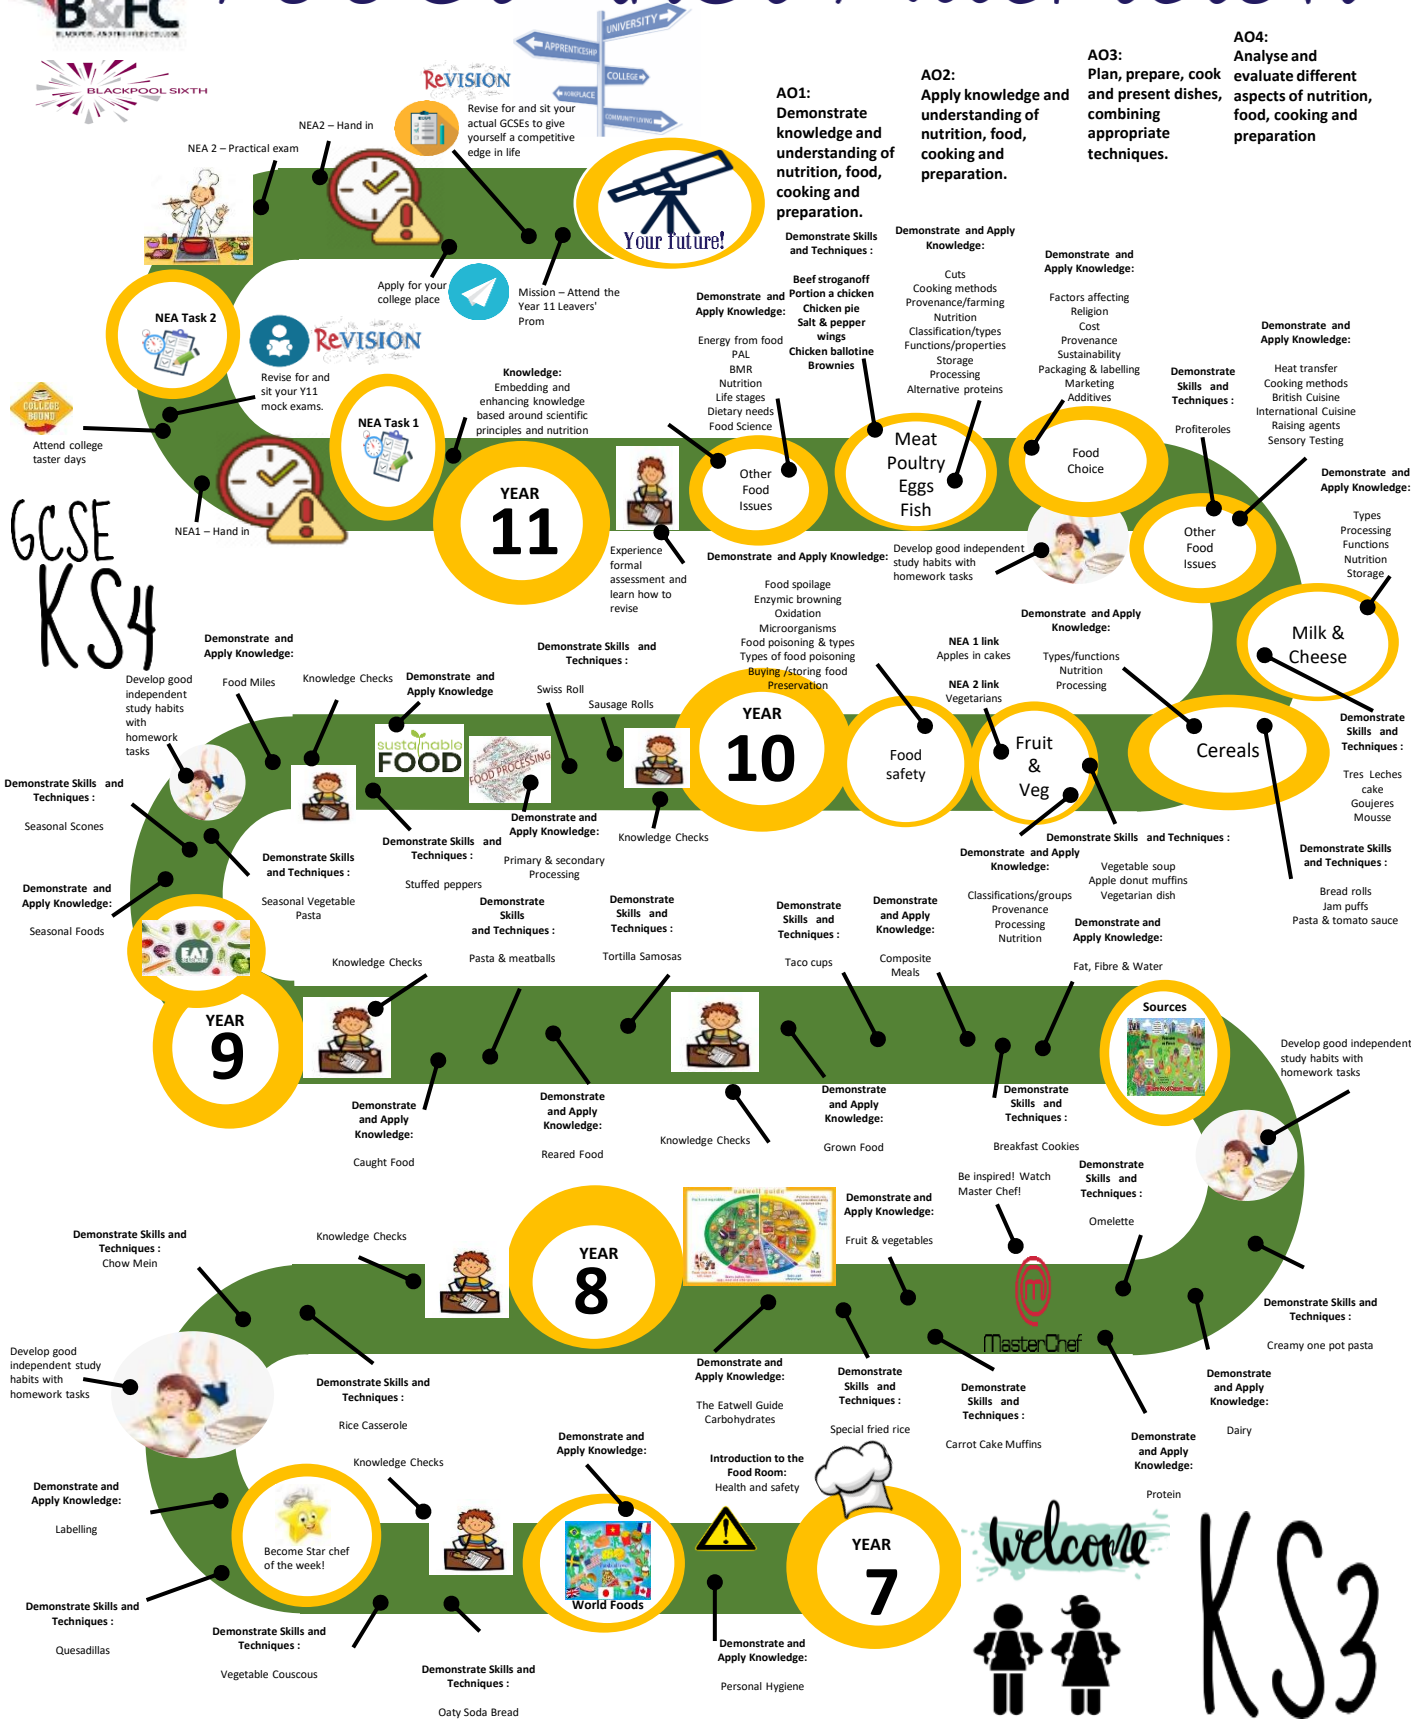 B&FC
BLACKPOOL AND THE FYLDE COLLEGE
BLACKPOOL SIXTH
UNIVERSITY
APPRENTICESHIP
COLLEGE
WORKPLACE
COMMUNITY LIVING
ReVISION
Revise for and sit your
actual GCSEs to give
yourself a competitive
edge in life
NEA2 – Hand in
NEA 2 – Practical exam
AO1:
Demonstrate
knowledge and
understanding of
nutrition, food,
cooking and
preparation.
AO2:
Apply knowledge and
understanding of
nutrition, food,
cooking and
preparation.
AO3:
Plan, prepare, cook
and present dishes,
combining
appropriate
techniques.
AO4:
Analyse and
evaluate different
aspects of nutrition,
food, cooking and
preparation
Your future!
Apply for your
college place
Mission – Attend the
Year 11 Leavers'
Prom
NEA Task 2
ReVISION
Revise for and
sit your Y11
mock exams.
COLLEGE
BOUND
Attend college
taster days
NEA1 – Hand in
NEA Task 1
Knowledge:
Embedding and
enhancing knowledge
based around scientific
principles and nutrition
YEAR
11
Experience
formal
assessment and
learn how to
revise
Demonstrate and
Apply Knowledge:
Energy from food
PAL
BMR
Nutrition
Life stages
Dietary needs
Food Science
Other
Food
Issues
Demonstrate Skills
and Techniques :
Beef stroganoff
Portion a chicken
Chicken pie
Salt & pepper
wings
Chicken ballotine
Brownies
Demonstrate and Apply
Knowledge:
Cuts
Cooking methods
Provenance/farming
Nutrition
Classification/types
Functions/properties
Storage
Processing
Alternative proteins
Meat
Poultry
Eggs
Fish
Demonstrate and
Apply Knowledge:
Factors affecting
Religion
Cost
Provenance
Sustainability
Packaging & labelling
Marketing
Additives
Food
Choice
Develop good independent
study habits with
homework tasks
Demonstrate
Skills and
Techniques :
Profiteroles
Demonstrate and
Apply Knowledge:
Heat transfer
Cooking methods
British Cuisine
International Cuisine
Raising agents
Sensory Testing
Other
Food
Issues
Demonstrate and
Apply Knowledge:
Types
Processing
Functions
Nutrition
Storage
Milk &
Cheese
Demonstrate
Skills and
Techniques :
Tres Leches
cake
Goujeres
Mousse
GCSE
KS4
Demonstrate and Apply
Knowledge:
Types/functions
Nutrition
Processing
Cereals
Demonstrate Skills
and Techniques :
Bread rolls
Jam puffs
Pasta & tomato sauce
NEA 1 link
Apples in cakes
NEA 2 link
Vegetarians
Fruit
&
Veg
Demonstrate Skills and Techniques :
Vegetable soup
Apple donut muffins
Vegetarian dish
Demonstrate and Apply
Knowledge:
Classifications/groups
Provenance
Processing
Nutrition
Demonstrate and Apply Knowledge:
Food spoilage
Enzymic browning
Oxidation
Microorganisms
Food poisoning & types
Types of food poisoning
Buying /storing food
Preservation
Food
safety
YEAR
10
Knowledge Checks
Demonstrate Skills and
Techniques :
Swiss Roll
Sausage Rolls
FOOD PROCESSING
Demonstrate and
Apply Knowledge:
Primary & secondary
Processing
Demonstrate and
Apply Knowledge
sustainable
FOOD
Demonstrate Skills and
Techniques :
Stuffed peppers
Knowledge Checks
Demonstrate and
Apply Knowledge:
Food Miles
Develop good
independent
study habits
with
homework
tasks
Demonstrate Skills and
Techniques :
Seasonal Scones
Demonstrate Skills
and Techniques :
Seasonal Vegetable
Pasta
Demonstrate and
Apply Knowledge:
Seasonal Foods
EAT
YEAR
9
Knowledge Checks
Demonstrate
and Apply
Knowledge:
Caught Food
Demonstrate
Skills
and Techniques :
Pasta & meatballs
Demonstrate
and Apply
Knowledge:
Reared Food
Demonstrate
Skills and
Techniques :
Tortilla Samosas
Knowledge Checks
Demonstrate
and Apply
Knowledge:
Grown Food
Demonstrate
Skills and
Techniques :
Taco cups
Demonstrate
and Apply
Knowledge:
Composite
Meals
Demonstrate
Skills and
Techniques :
Breakfast Cookies
Demonstrate and
Apply Knowledge:
Fat, Fibre & Water
Sources
Develop good independent
study habits with
homework tasks
Demonstrate Skills and
Techniques :
Creamy one pot pasta
Demonstrate
and Apply
Knowledge:
Dairy
Demonstrate
Skills and
Techniques :
Omelette
Demonstrate
and Apply
Knowledge:
Protein
Be inspired! Watch
Master Chef!
MasterChef
Demonstrate
Skills and
Techniques :
Carrot Cake Muffins
Demonstrate and
Apply Knowledge:
Fruit & vegetables
Demonstrate
Skills and
Techniques :
Special fried rice
eatwell Guide
Demonstrate and
Apply Knowledge:
The Eatwell Guide
Carbohydrates
YEAR
8
Knowledge Checks
Demonstrate Skills and
Techniques :
Rice Casserole
Demonstrate Skills and
Techniques :
Chow Mein
Develop good
independent study
habits with
homework tasks
Demonstrate and
Apply Knowledge:
Labelling
Demonstrate Skills and
Techniques :
Quesadillas
Become Star chef
of the week!
Demonstrate Skills and
Techniques :
Vegetable Couscous
Knowledge Checks
Demonstrate Skills and
Techniques :
Oaty Soda Bread
Demonstrate and
Apply Knowledge:
World Foods
Introduction to the
Food Room:
Health and safety
Demonstrate and
Apply Knowledge:
Personal Hygiene
YEAR
7
welcome
KS3